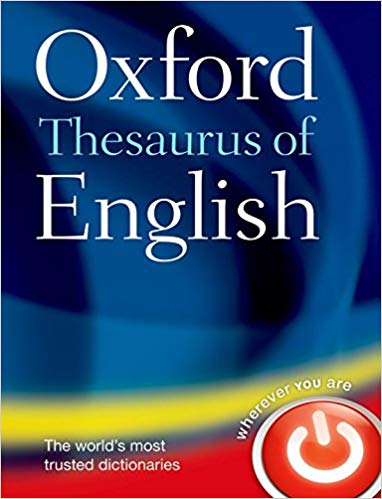 Oxford
Thesaurus of
English
wherever YOU are
The world's most
trusted dictionaries